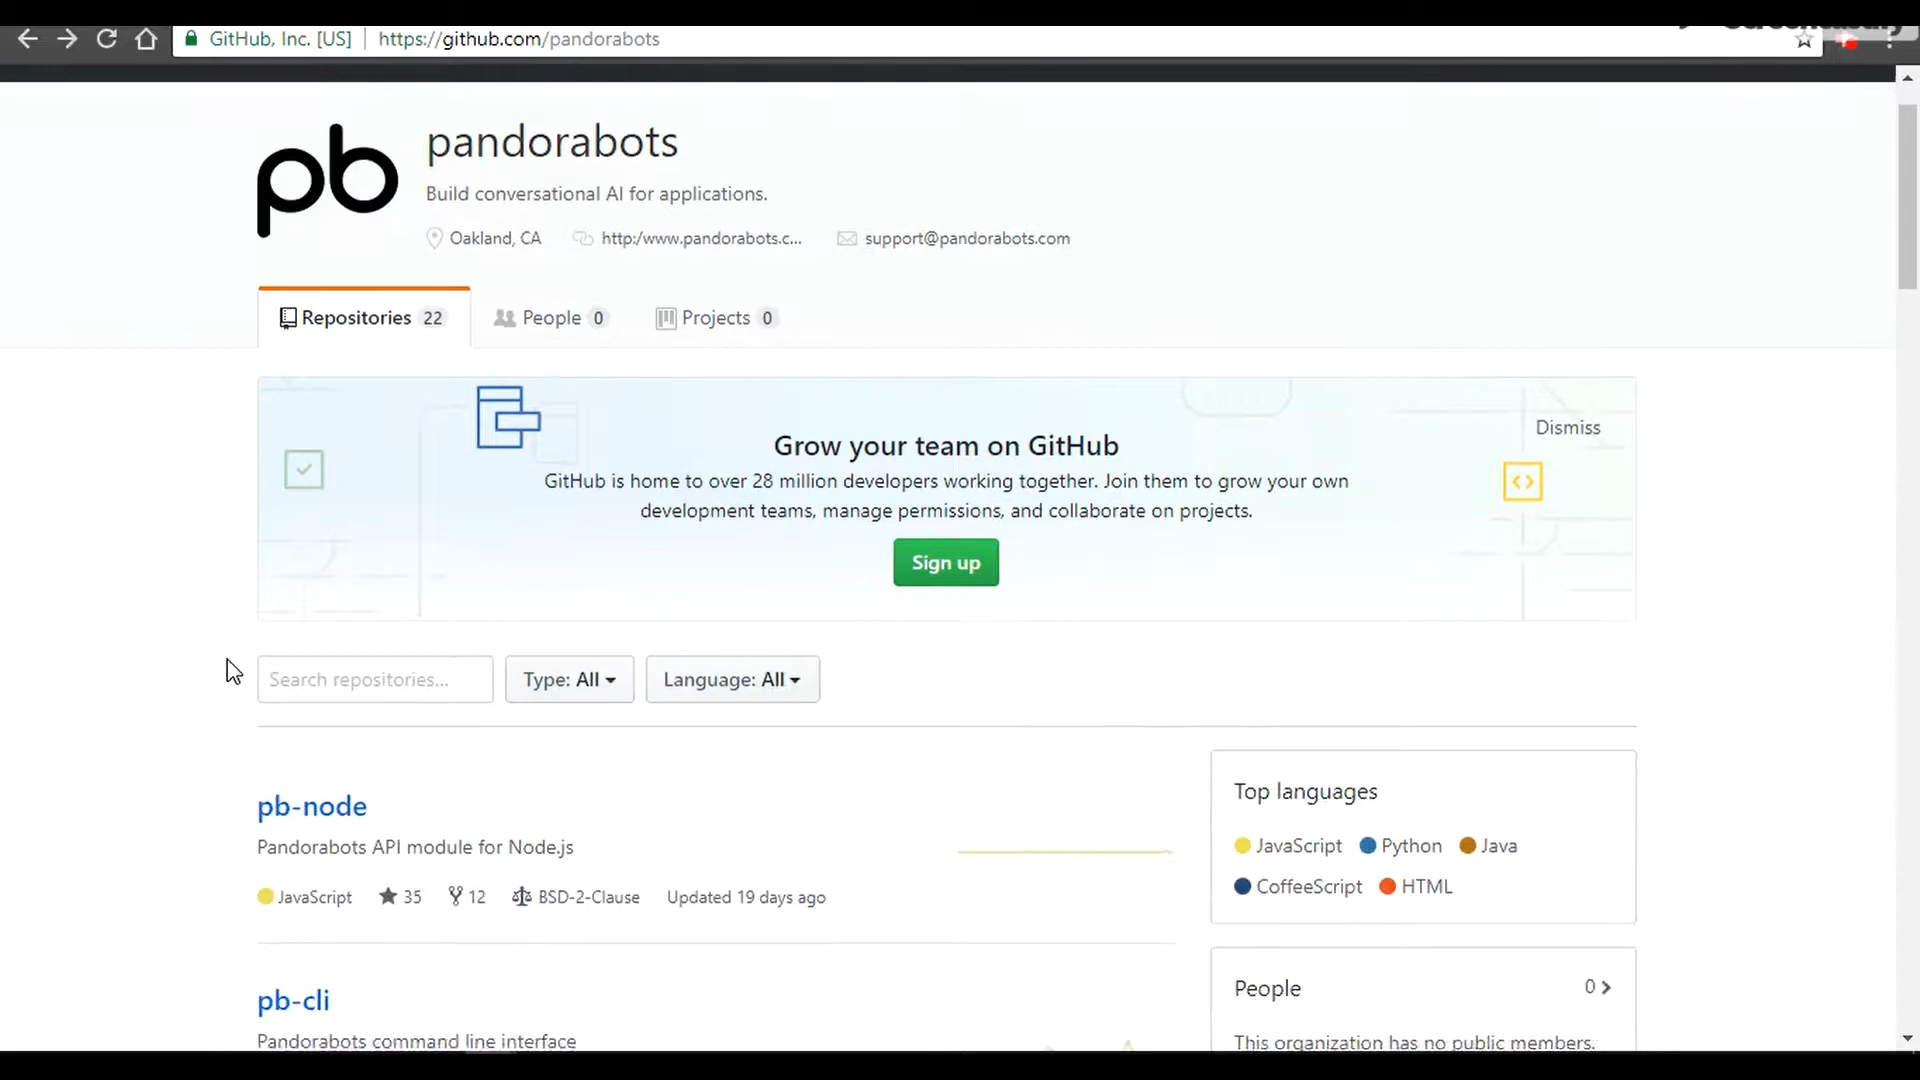 GitHub, Inc. [US] https://github.com/pandorabots
pb
pandorabots
Build conversational AI for applications.
Oakland, CA http:/www.pandorabots.c... support@pandorabots.com
Repositories 22 People 0 Projects 0
Dismiss
Grow your team on GitHub
GitHub is home to over 28 million developers working together. Join them to grow your own
development teams, manage permissions, and collaborate on projects.
Sign up
Search repositories... Type: All Language: All
pb-node
Pandorabots API module for Node.js
JavaScript 35 12 BSD-2-Clause Updated 19 days ago
pb-cli
Pandorabots command line interface
Top languages
JavaScript Python Java
CoffeeScript HTML
People 0
This organization has no public members.